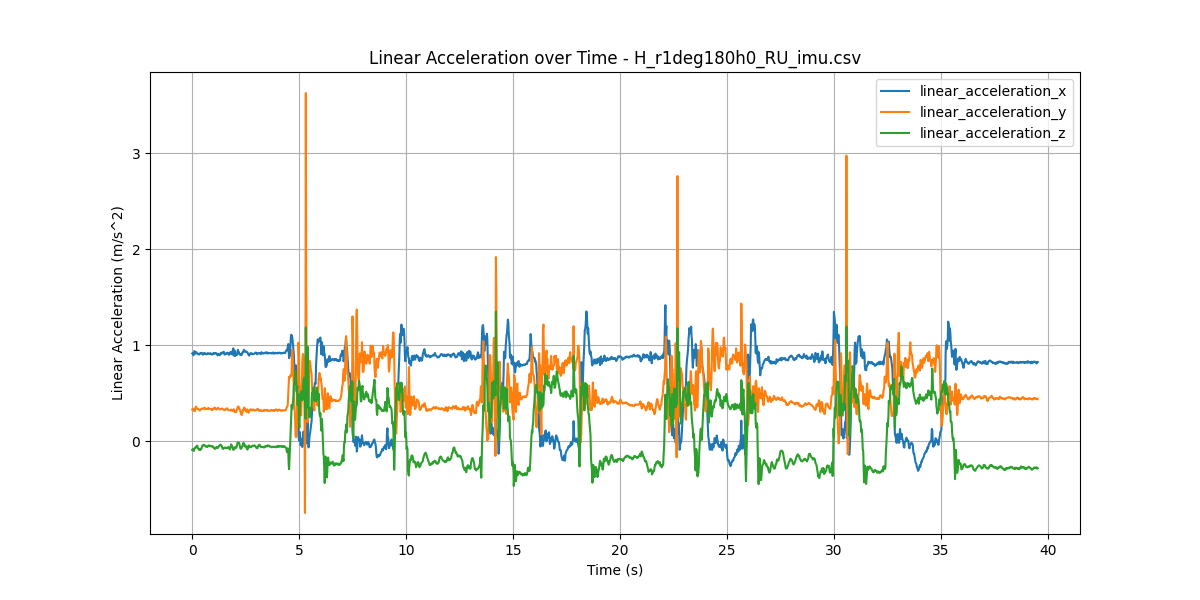 Linear Acceleration over Time - H_r1deg180h0_RU_imu.csv
linear_acceleration_x
linear_acceleration_y
linear_acceleration_z
Linear Acceleration (m/s^2)
3
2
1
0
0 5 10 15 20 25 30 35 40
Time (s)